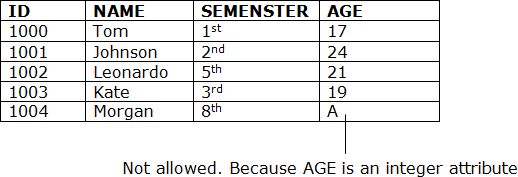 ID NAME SEMENSTER AGE
1000 Tom 1st 17
1001 Johnson 2nd 24
1002 Leonardo 5th 21
1003 Kate 3rd 19
1004 Morgan 8th A
Not allowed. Because AGE is an integer attribute